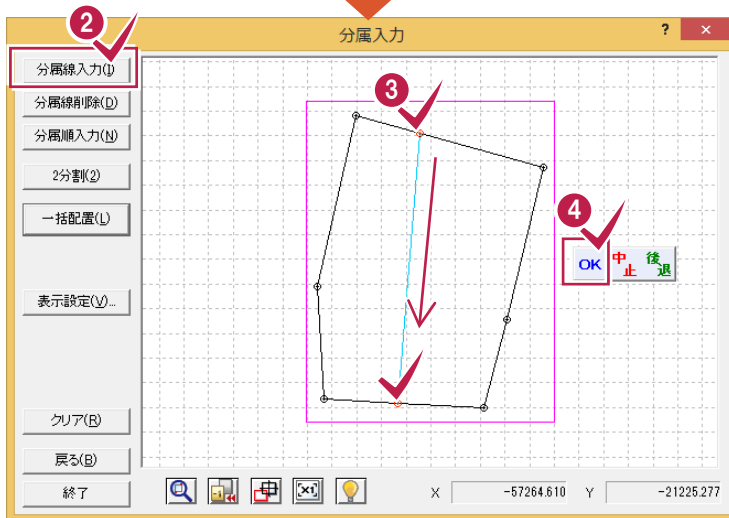 2
分属入力
?
×
分属線入力(I)
分属線削除(D)
分属順入力(N)
2分割(2)
一括配置(L)
表示設定(V)...
クリア(R)
戻る(B)
終了
3
4
OK
中止
後退
X1
X
-57264.610
Y
-21225.277